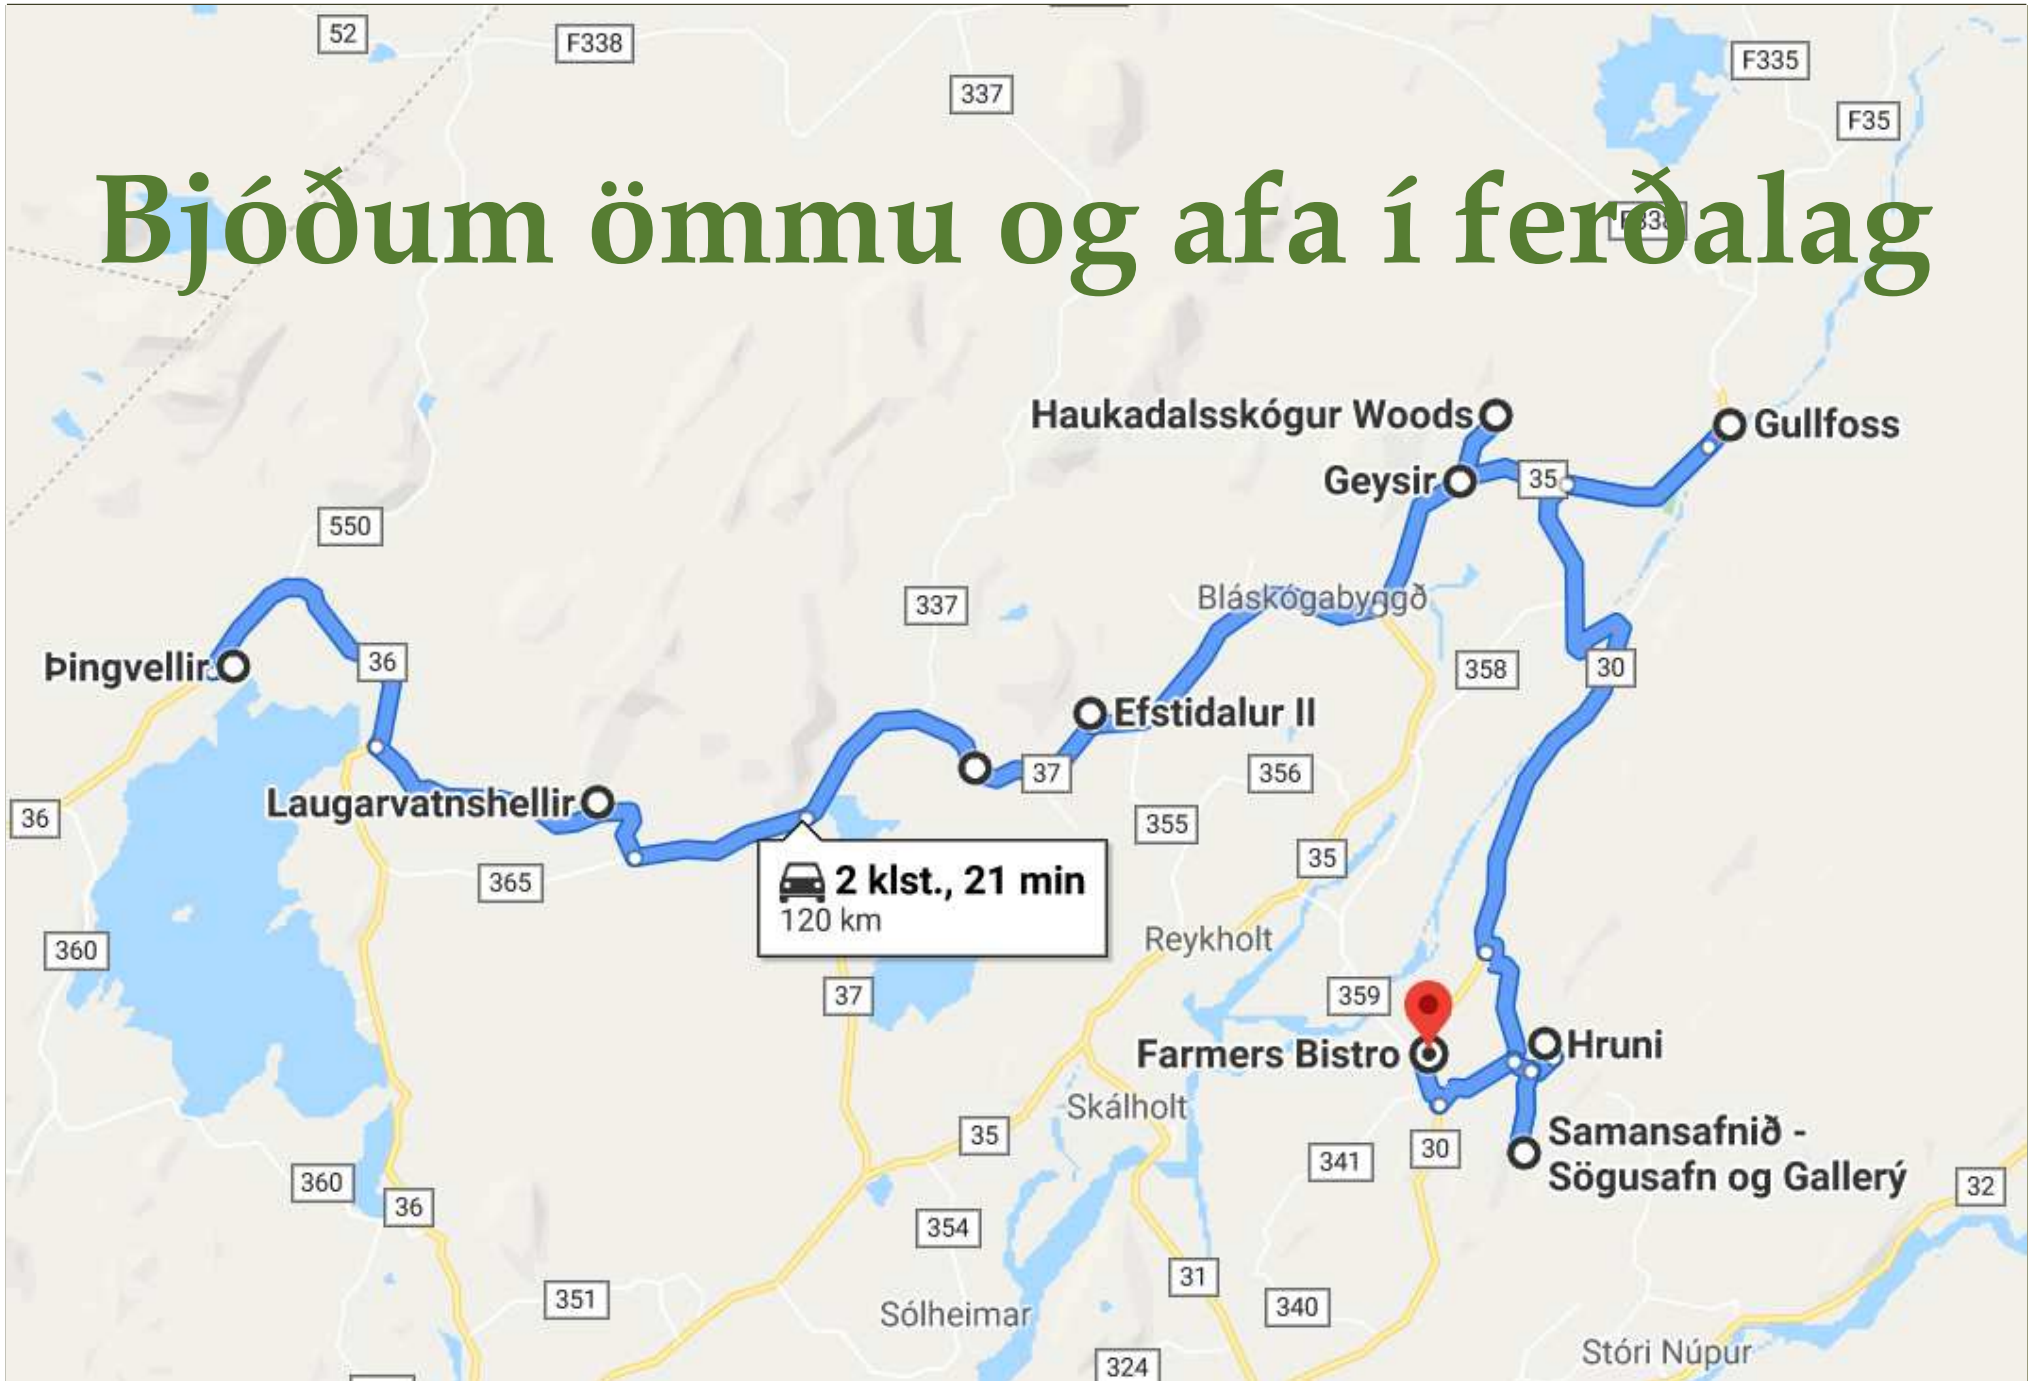 52
F338
F335
337
F35
Bjóðum ömmu og afa í ferðalag
Haukadalsskógur Woods
Gullfoss
Geysir
35
550
Bláskógabyggð
337
Þingvellir
36
358
30
Efstidalur II
37
356
Laugarvatnshellir
36
355
35
365
2 klst., 21 min
120 km
360
Reykholt
37
359
Farmers Bistro
Hruni
Skálholt
35
30
341
Samansafnið -
Sögusafn og Gallerý
360
36
32
354
31
351
340
Sólheimar
Stóri Núpur
324